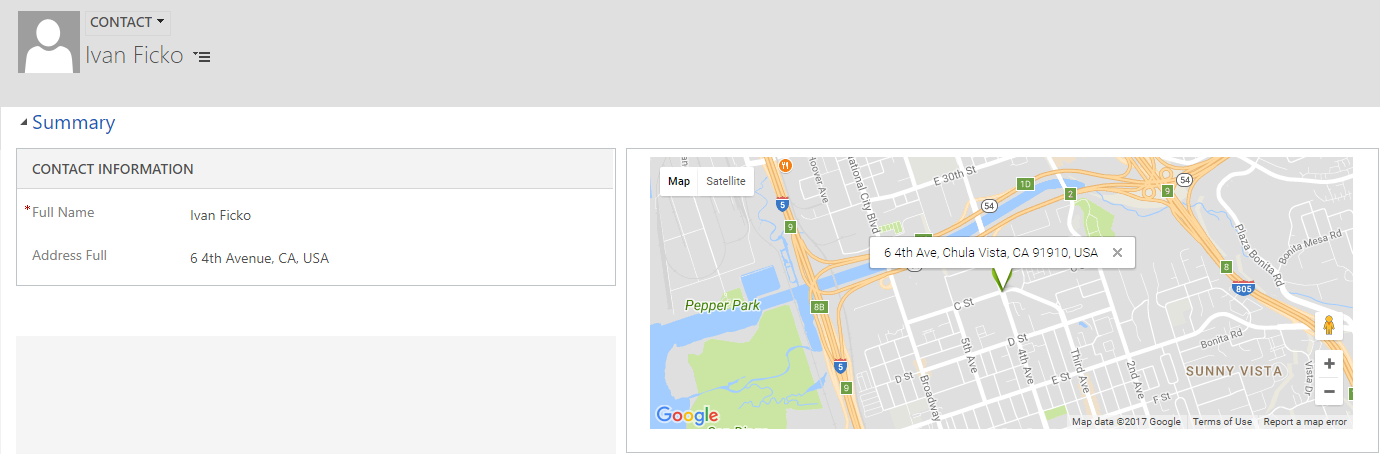 CONTACT
Ivan Ficko
Summary
CONTACT INFORMATION
* Full Name Ivan Ficko
Address Full 6 4th Avenue, CA, USA
Map Satellite
Hoover Ave
National City Blvd
E 30th St
1D
54
2
54
9
5
9
Plaza Bonita Rd
Bonita Mesa Rd
6 4th Ave, Chula Vista, CA 91910, USA
8
805
Pepper Park
8B
C St
D St
Bonita Rd
5
5th Ave
4th Ave
Third Ave
2nd Ave
D St
E St
9
Broadway
F St
SUNNY VISTA
Vista Dr
Google
Map data ©2017 Google Terms of Use Report a map error